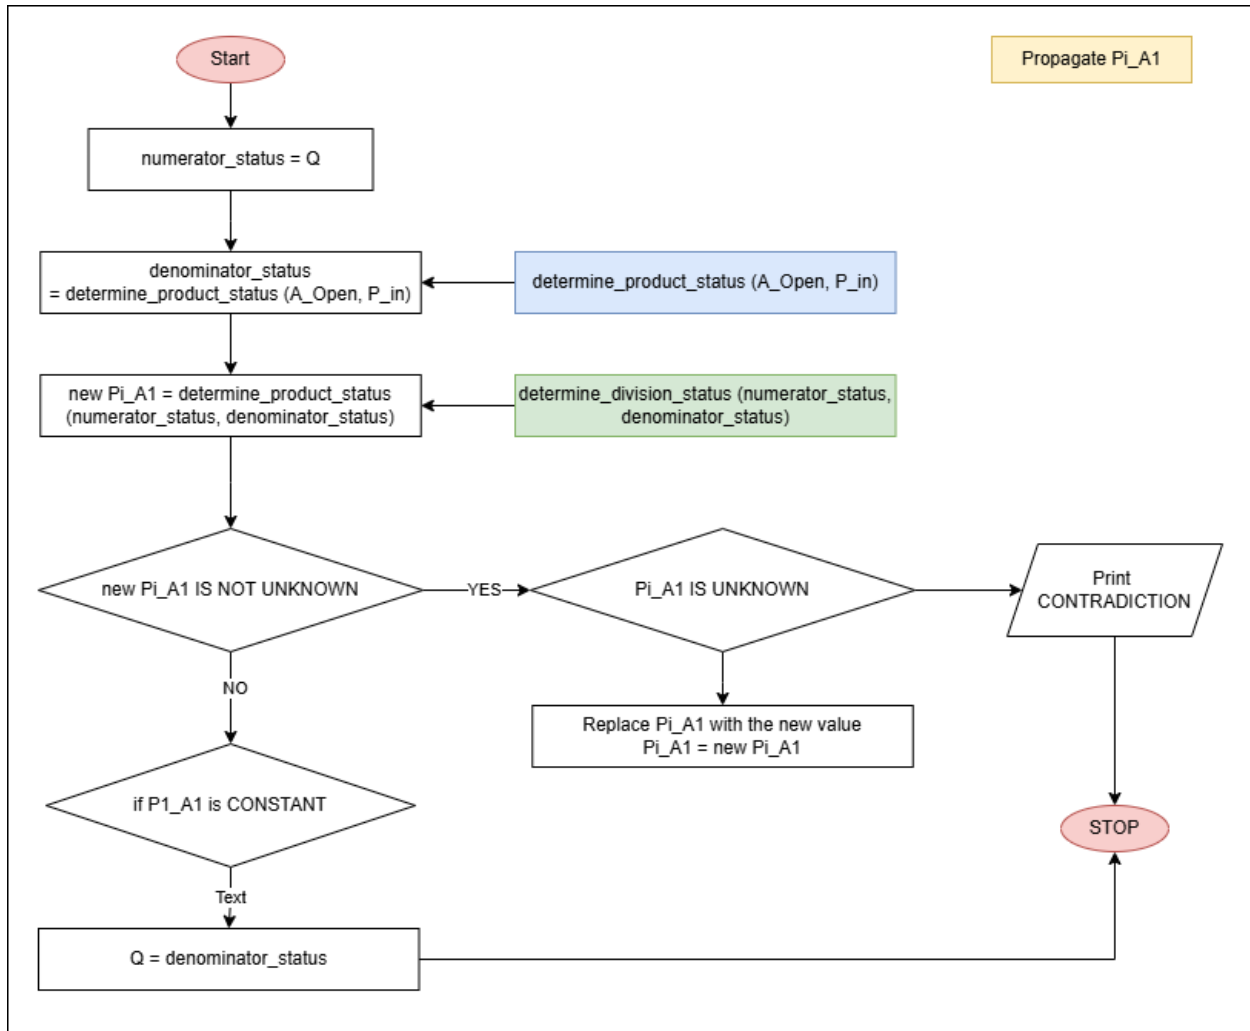 Start
Propagate Pi_A1
numerator_status = Q
denominator_status
= determine_product_status (A_Open, P_in)
determine_product_status (A_Open, P_in)
new Pi_A1 = determine_product_status
(numerator_status, denominator_status)
determine_division_status (numerator_status,
denominator_status)
new Pi_A1 IS NOT UNKNOWN
YES
Pi_A1 IS UNKNOWN
Print
CONTRADICTION
NO
Replace Pi_A1 with the new value
Pi_A1 = new Pi_A1
if P1_A1 is CONSTANT
STOP
Text
Q = denominator_status